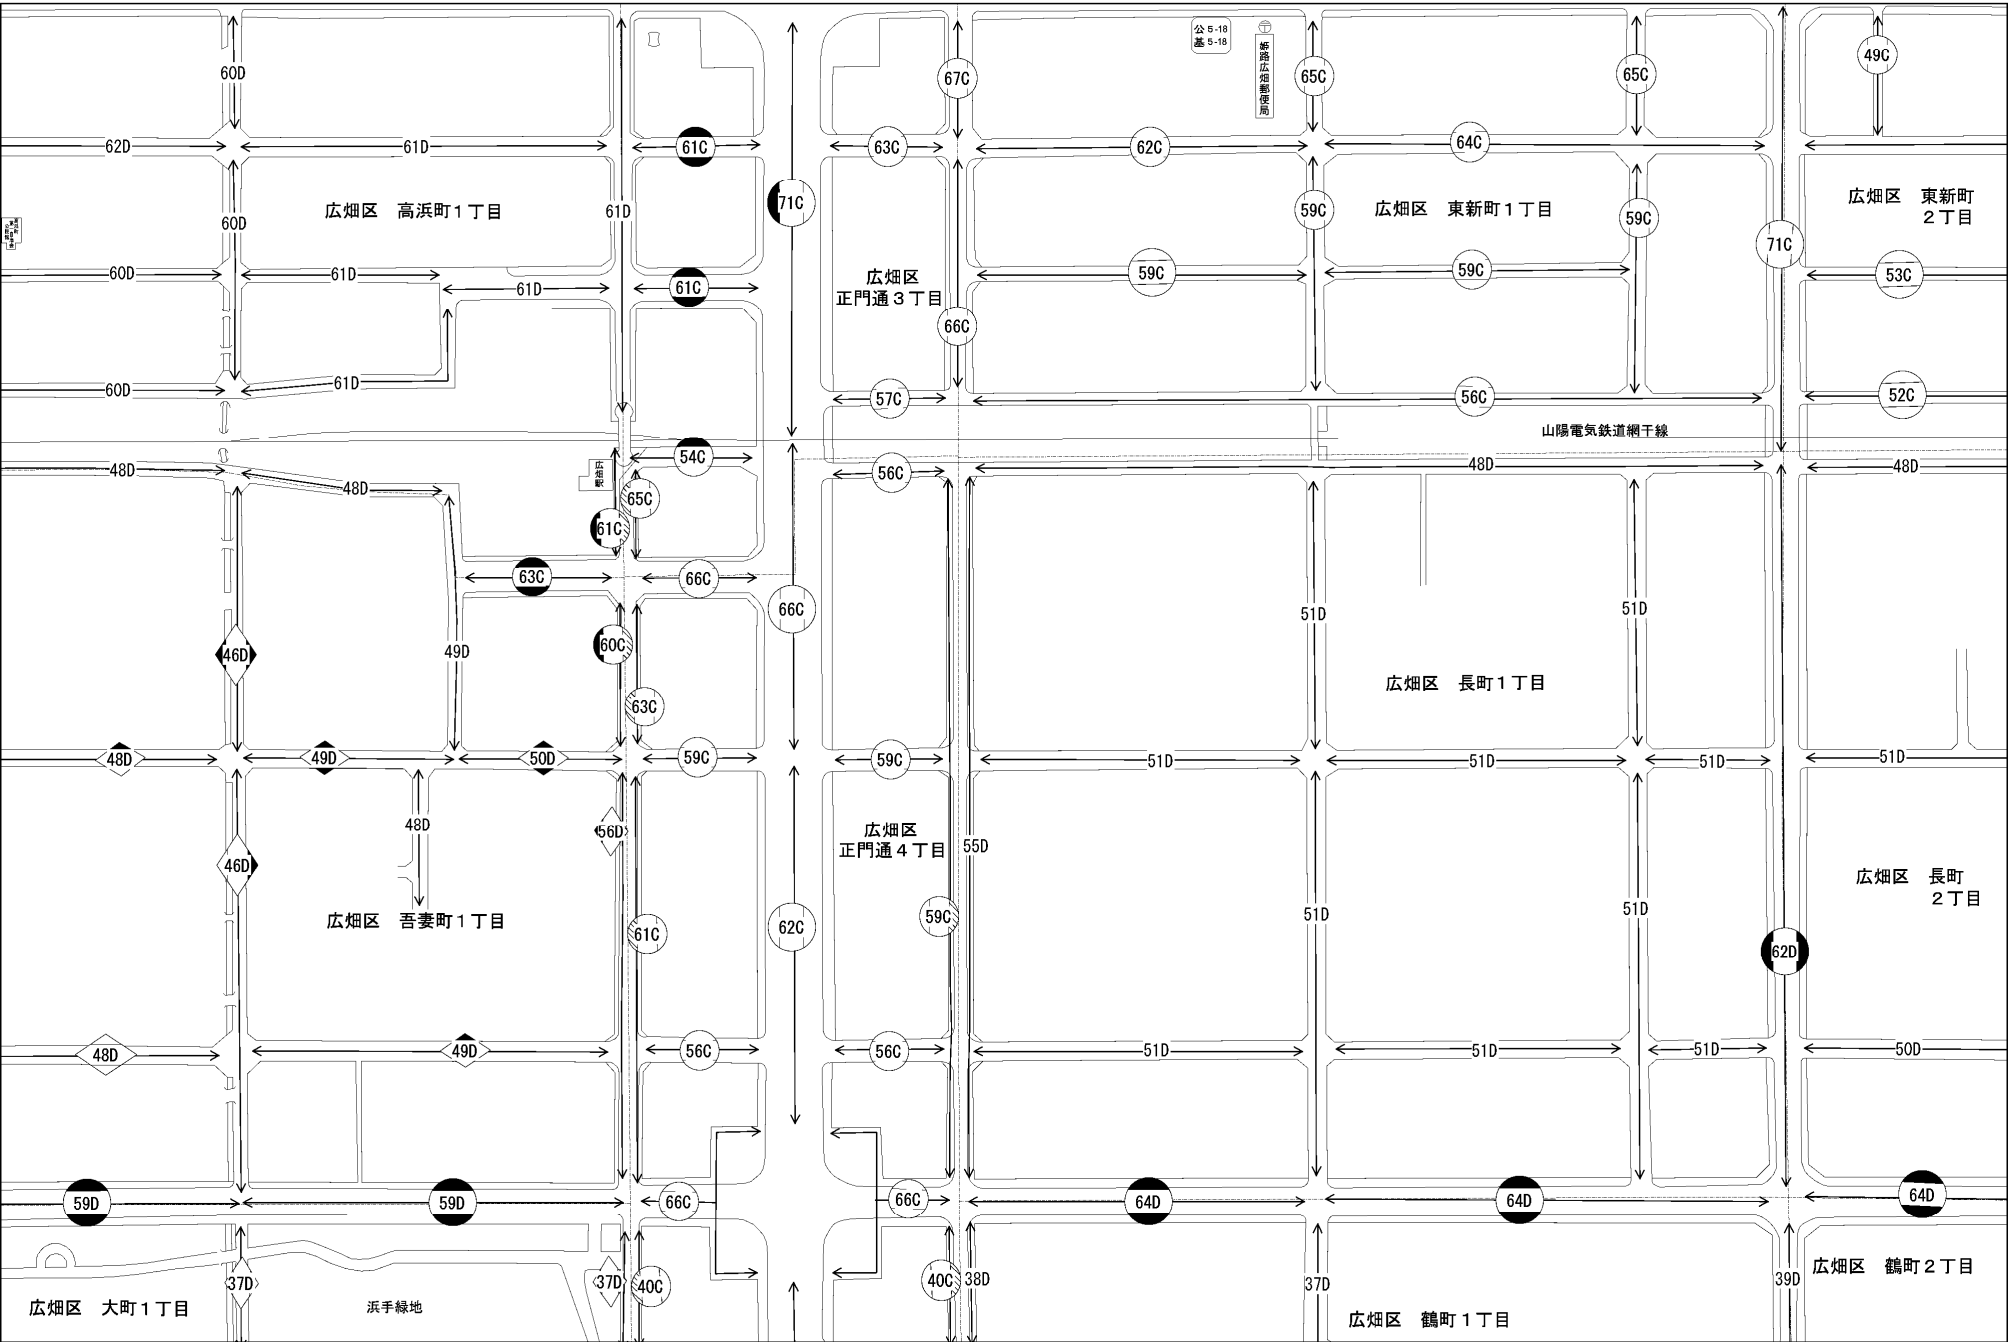 公 5-18
基 5-18
姫路広畑郵便局
60D
67C
65C
65C
49C
62D
61D
61C
63C
62C
64C
71C
広畑区 高浜町1丁目
61D
59C
広畑区 東新町1丁目
59C
広畑区 東新町
2丁目
60D
71C
60D
61D
61D
61C
広畑区
正門通3丁目
59C
59C
53C
66C
60D
61D
57C
56C
52C
山陽電気鉄道網干線
48D
48D
広畑駅
54C
65C
61C
56C
48D
48D
63C
66C
66C
51D
51D
46D
49D
60C
63C
広畑区 長町1丁目
48D
49D
50D
59C
59C
51D
51D
51D
51D
48D
56D
広畑区
正門通4丁目
55D
46D
広畑区 長町
2丁目
広畑区 吾妻町1丁目
61C
62C
59C
51D
51D
62D
48D
49D
56C
56C
51D
51D
51D
50D
59D
59D
66C
66C
64D
64D
64D
37D
37D
40C
40C
38D
37D
39D
広畑区 鶴町2丁目
広畑区 大町1丁目
浜手緑地
広畑区 鶴町1丁目